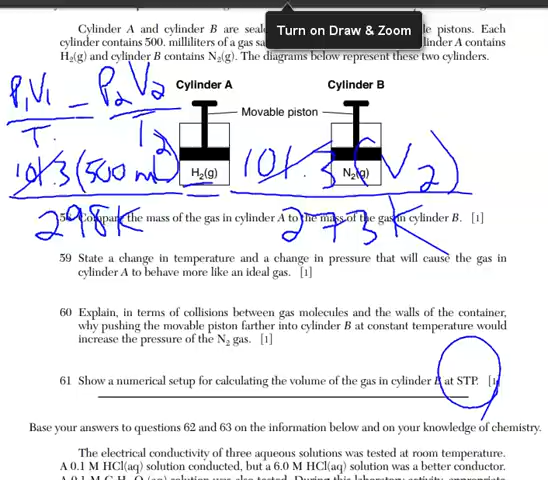 Cylinder A and cylinder B are seale
Turn on Draw & Zoom
le pistons. Each
cylinder contains 500. milliliters of a gas sa
linder A contains
H₂(g) and cylinder B contains N₂(g). The diagrams below represent these two cylinders.
P₁V₁ = P₂V₂
T₁ T₂
Cylinder A Cylinder B
Movable piston
H₂(g) N₂(g)
101.3 (500 mL) = 101.3 (V₂)
298K 273K
Compare the mass of the gas in cylinder A to the mass of the gas in cylinder B. [1]
59 State a change in temperature and a change in pressure that will cause the gas in
cylinder A to behave more like an ideal gas. [1]
60 Explain, in terms of collisions between gas molecules and the walls of the container,
why pushing the movable piston farther into cylinder B at constant temperature would
increase the pressure of the N₂ gas. [1]
61 Show a numerical setup for calculating the volume of the gas in cylinder B at STP. [1]
Base your answers to questions 62 and 63 on the information below and on your knowledge of chemistry.
The electrical conductivity of three aqueous solutions was tested at room temperature.
A 0.1 M HCl(aq) solution conducted, but a 6.0 M HCl(aq) solution was a better conductor.